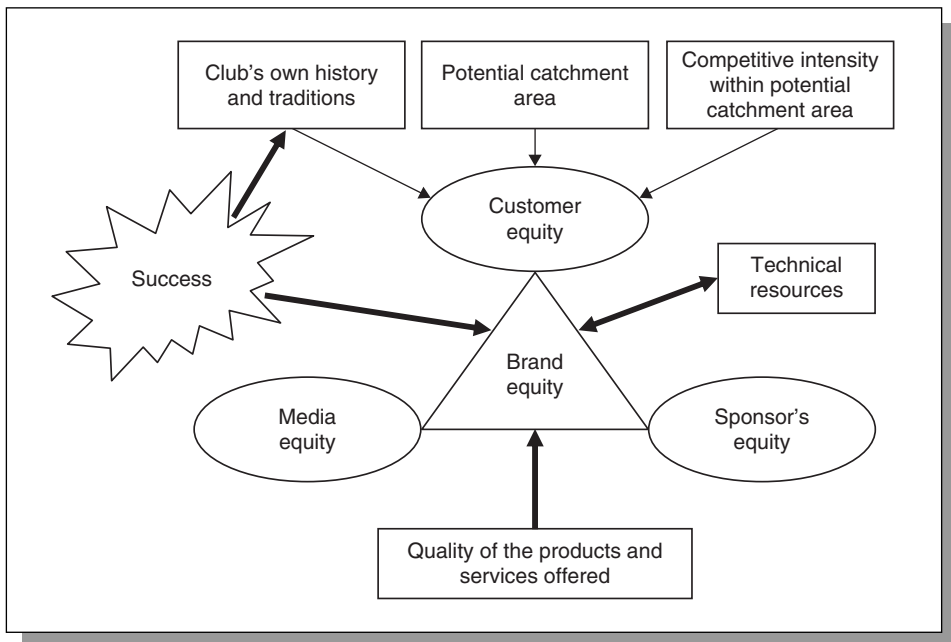 Club's own history
and traditions
Potential catchment
area
Competitive intensity
within potential
catchment area
Customer
equity
Success
Technical
resources
Brand
equity
Media
equity
Sponsor's
equity
Quality of the products and
services offered